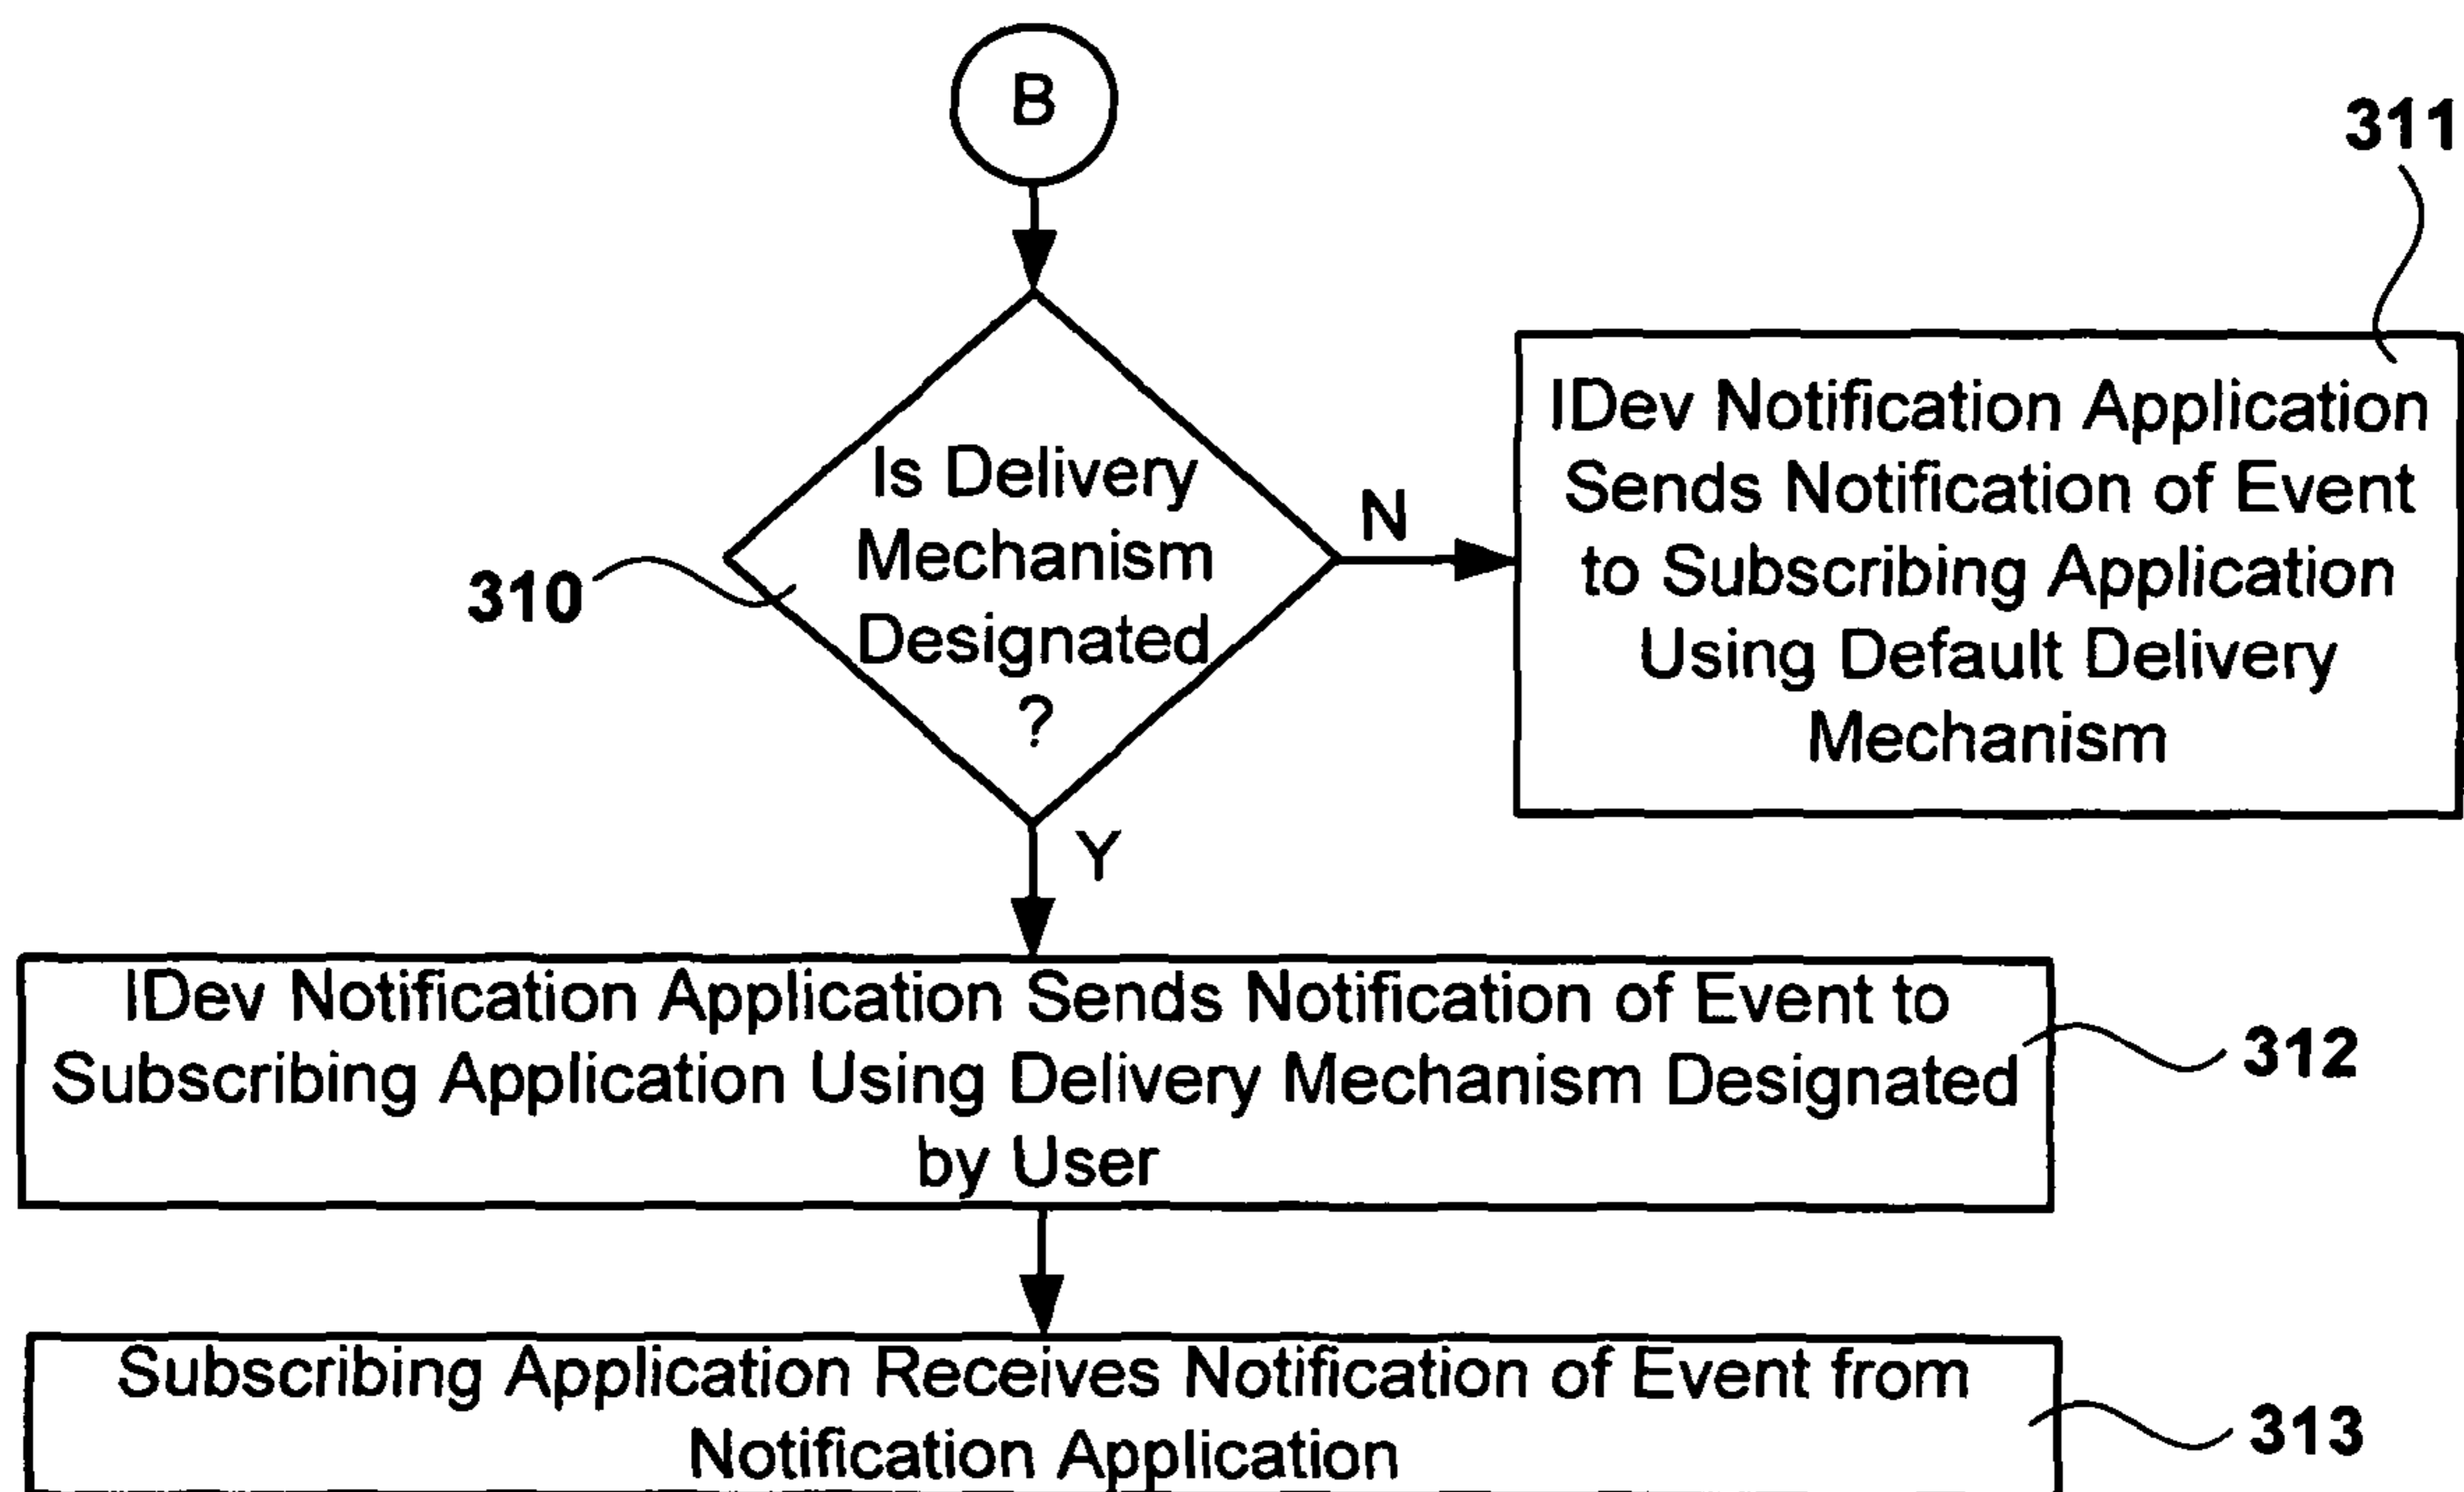 B
311
Is Delivery
Mechanism
Designated
?
310
N
IDev Notification Application
Sends Notification of Event
to Subscribing Application
Using Default Delivery
Mechanism
Y
IDev Notification Application Sends Notification of Event to
Subscribing Application Using Delivery Mechanism Designated
by User
312
Subscribing Application Receives Notification of Event from
Notification Application
313